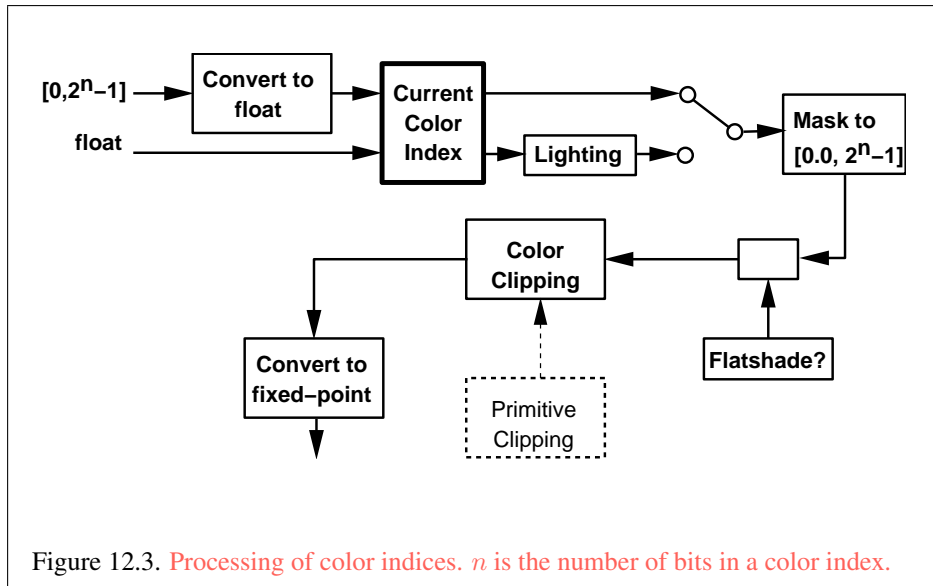 [0,2ⁿ−1]
Convert to
float
float
Current
Color
Index
Lighting
Mask to
[0.0, 2ⁿ−1]
Color
Clipping
Flatshade?
Convert to
fixed−point
Primitive
Clipping
Figure 12.3. Processing of color indices. n is the number of bits in a color index.